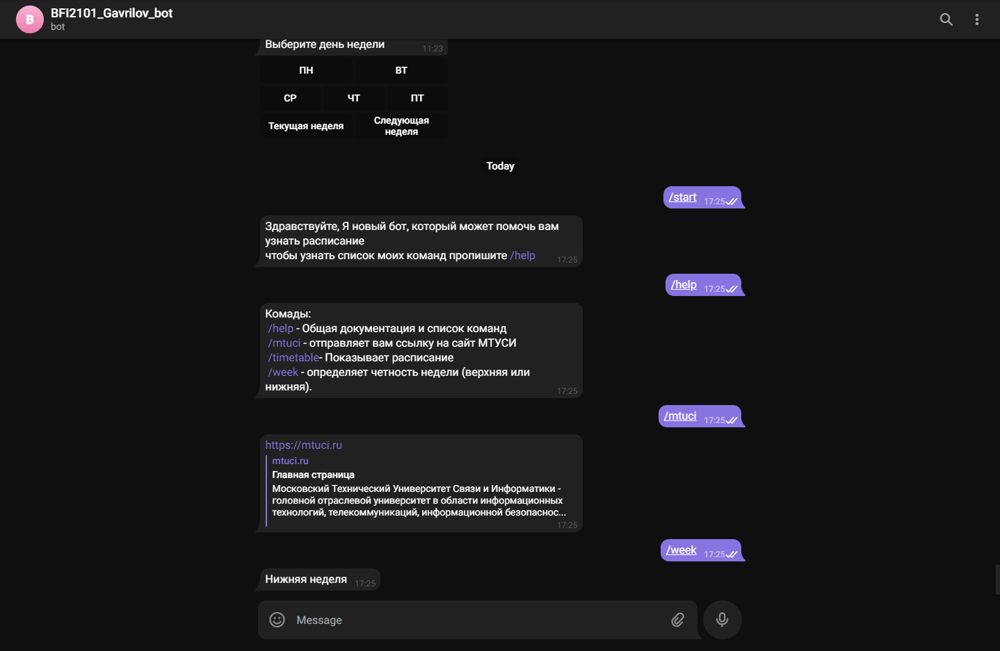 B
BFI2101_Gavrilov_bot
bot
Выберите день недели
11:23
ПН
ВТ
СР
ЧТ
ПТ
Текущая неделя
Следующая
неделя
Today
/start 17:25
Здравствуйте, Я новый бот, который может помочь вам
узнать расписание
чтобы узнать список моих команд пропишите /help
17:25
/help 17:25
Комады:
/help - Общая документация и список команд
/mtuci - отправляет вам ссылку на сайт МТУСИ
/timetable- Показывает расписание
/week - определяет четность недели (верхняя или
нижняя).
17:25
/mtuci 17:25
https://mtuci.ru
mtuci.ru
Главная страница
Московский Технический Университет Связи и Информатики -
головной отраслевой университет в области информационных
технологий, телекоммуникаций, информационной безопаснос...
17:25
/week 17:25
Нижняя неделя 17:25
Message